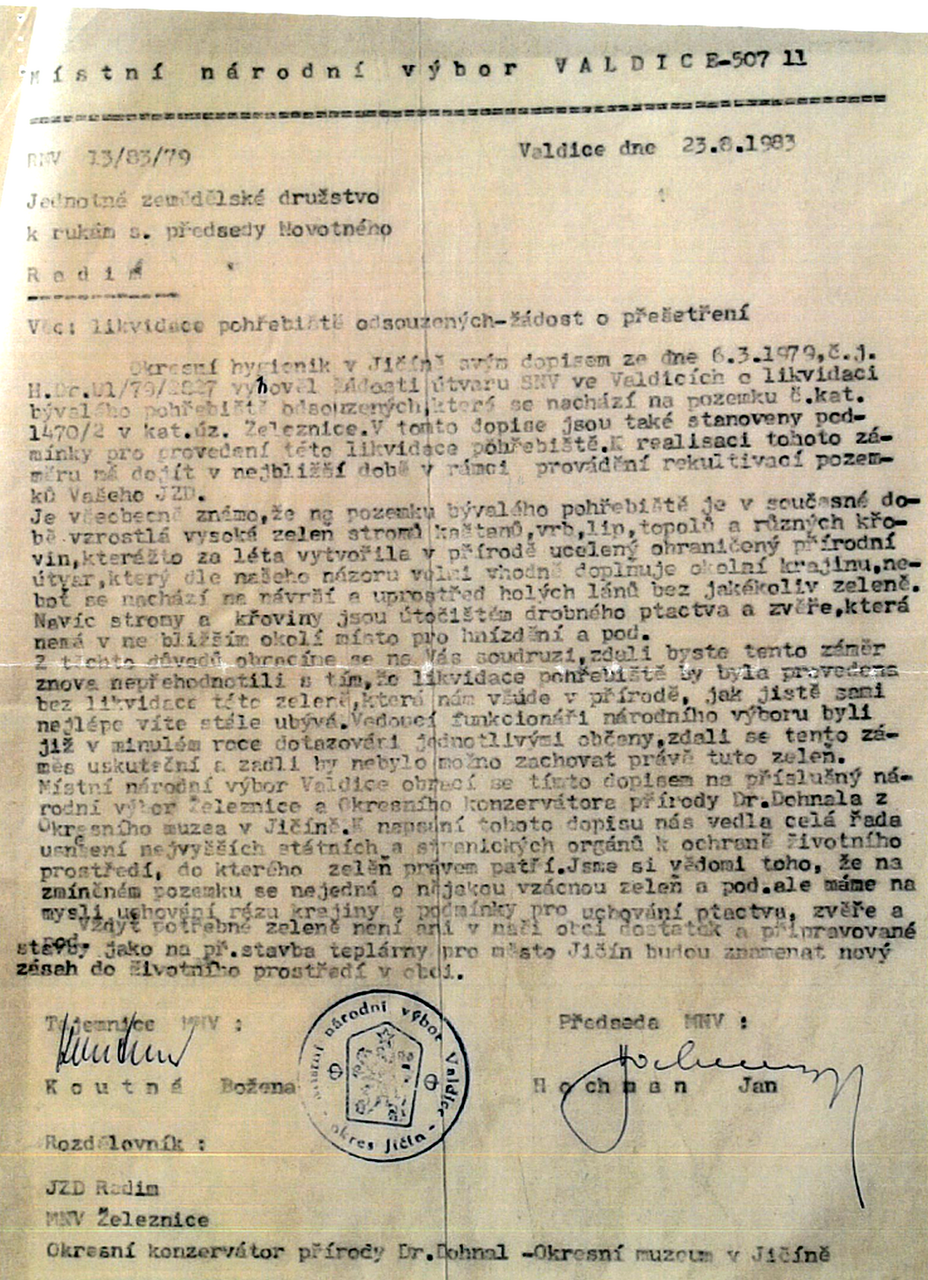 Místní národní výbor VALDICE-507 11
MNV 13/83/79 Valdice dne 23.8.1983
Jednotné zemědělské družstvo
k rukám s. předsedy Novotného
Radim
Věc: likvidace pohřebiště odsouzených-žádost o přešetření
Okresní hygienik v Jičíně svým dopisem ze dne 6.3.1979,č.j.
vyhověl žádosti útvaru SNV ve Valdicích o likvidaci
bývalého pohřebiště odsouzených,které se nachází na pozemku č.kat.
1470/2 v kat.úz. Železnice.V tomto dopise jsou také stanoveny pod-
mínky pro provedení této likvidace pohřebiště.K realisaci tohoto zá-
měru má dojít v nejbližší době v rámci provádění rekultivací pozem-
ků Vašeho JZD.
Je všeobecně známo,že na pozemku bývalého pohřebiště je v současné do-
bě vzrostlá vysoká zeleň stromů kaštanů,vrb,lip,topolů a různých křo-
vin,kterážto za léta vytvořila v přírodě ucelený ohraničený přírodní
útvar,který dle našeho názoru velmi vhodně doplňuje okolní krajinu,ne-
boť se nachází na návrší a uprostřed holých lánů bez jakékoliv zeleně.
Navíc stromy a křoviny jsou útočištěm drobného ptactva a zvěře,která
nemá v ne bližším okolí místo pro hnízdění a pod.
Z těchto důvodů obracíme se na Vás soudruzi,zdali byste tento záměr
znova nepřehodnotili s tím,že likvidace pohřebiště by byla provedena
bez likvidace této zeleně,které nám všude v přírodě, jak jistě sami
nejlépe víte stále ubývá.Vedoucí funkcionáři národního výboru byli
již v minulém roce dotazováni jednotlivými občany,zdali se tento zá-
měs uskuteční a zadli by nebylo možno zachovat právě tuto zeleň.
Místní národní výbor Valdice obrací se tímto dopisem na příslušný ná-
rodní výbor Železnice a Okresního konzervátora přírody Dr.Dohnala z
Okresního muzea v Jičíně.K napsání tohoto dopisu nás vedla celá řada
usnesení nejvyšších státních a stranických orgánů k ochraně životního
prostředí, do kterého zeleň právem patří.Jsme si vědomi toho, že na
zmíněném pozemku se nejedná o nějakou vzácnou zeleň a pod.ale máme na
mysli uchování rázu krajiny a podmínky pro uchování ptactva, zvěře a
pod.
Vždyť potřebné zeleně není ani v naší obci dostatek a připravované
stavby jako na př.stavba teplárny pro město Jičín budou znamenat nový
zásah do životního prostředí v obci.
Tajemnice MNV : Předseda MNV :
Koutná Božena Hochman Jan
Místní národní výbor Valdice
okres Jičín
Rozdělovník :
JZD Radim
MNV Železnice
Okresní konzervátor přírody Dr.Dohnal -Okresní muzeum v Jičíně